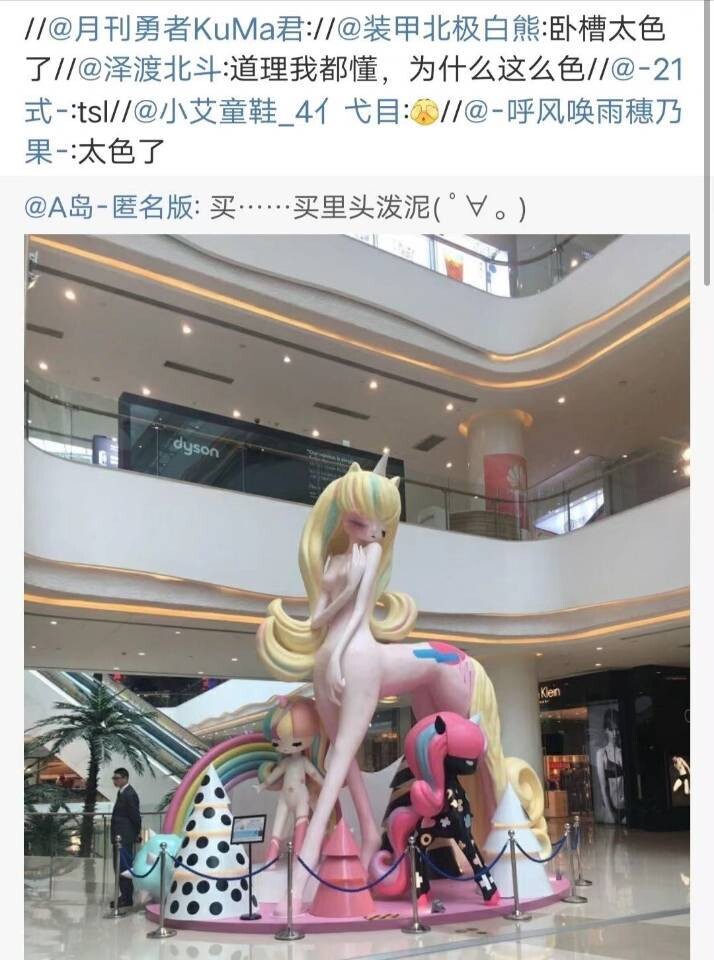 //@月刊勇者KuMa君://@装甲北极白熊:卧槽太色
了//@泽渡北斗:道理我都懂，为什么这么色//@-21
式-:tsl//@小艾童鞋_4亻弋目:🫣//@-呼风唤雨穗乃
果-:太色了
@A岛-匿名版: 买……买里头泼泥( ﾟ∀。)
dyson
HUAWEI
Klein